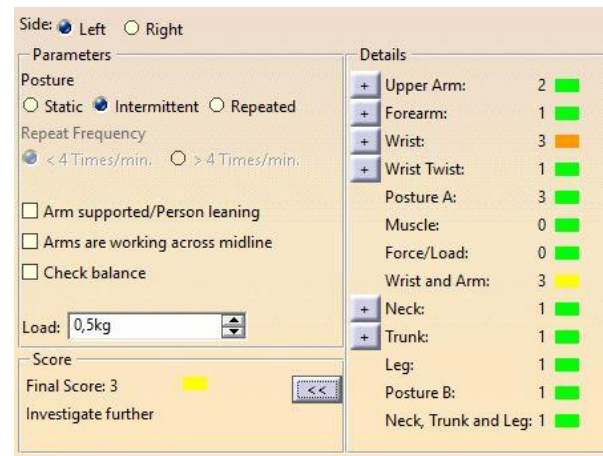 Side: Left Right
Parameters
Posture
Static Intermittent Repeated
Repeat Frequency
< 4 Times/min. > 4 Times/min.
Arm supported/Person leaning
Arms are working across midline
Check balance
Load: 0,5kg
Score
Final Score: 3
<<
Investigate further
Details
+ Upper Arm: 2
+ Forearm: 1
+ Wrist: 3
+ Wrist Twist: 1
Posture A: 3
Muscle: 0
Force/Load: 0
Wrist and Arm: 3
+ Neck: 1
+ Trunk: 1
Leg: 1
Posture B: 1
Neck, Trunk and Leg: 1